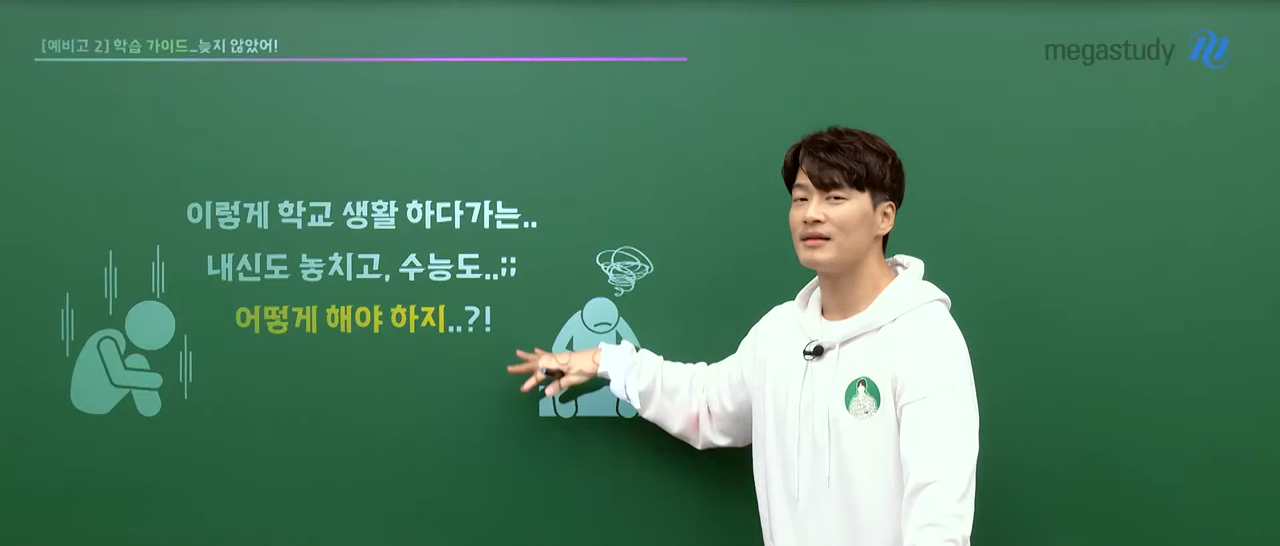 [예비고 2] 학습 가이드_늦지 않았어!
megastudy
이렇게 학교 생활 하다가는..
내신도 놓치고, 수능도..;;
어떻게 해야 하지..?!